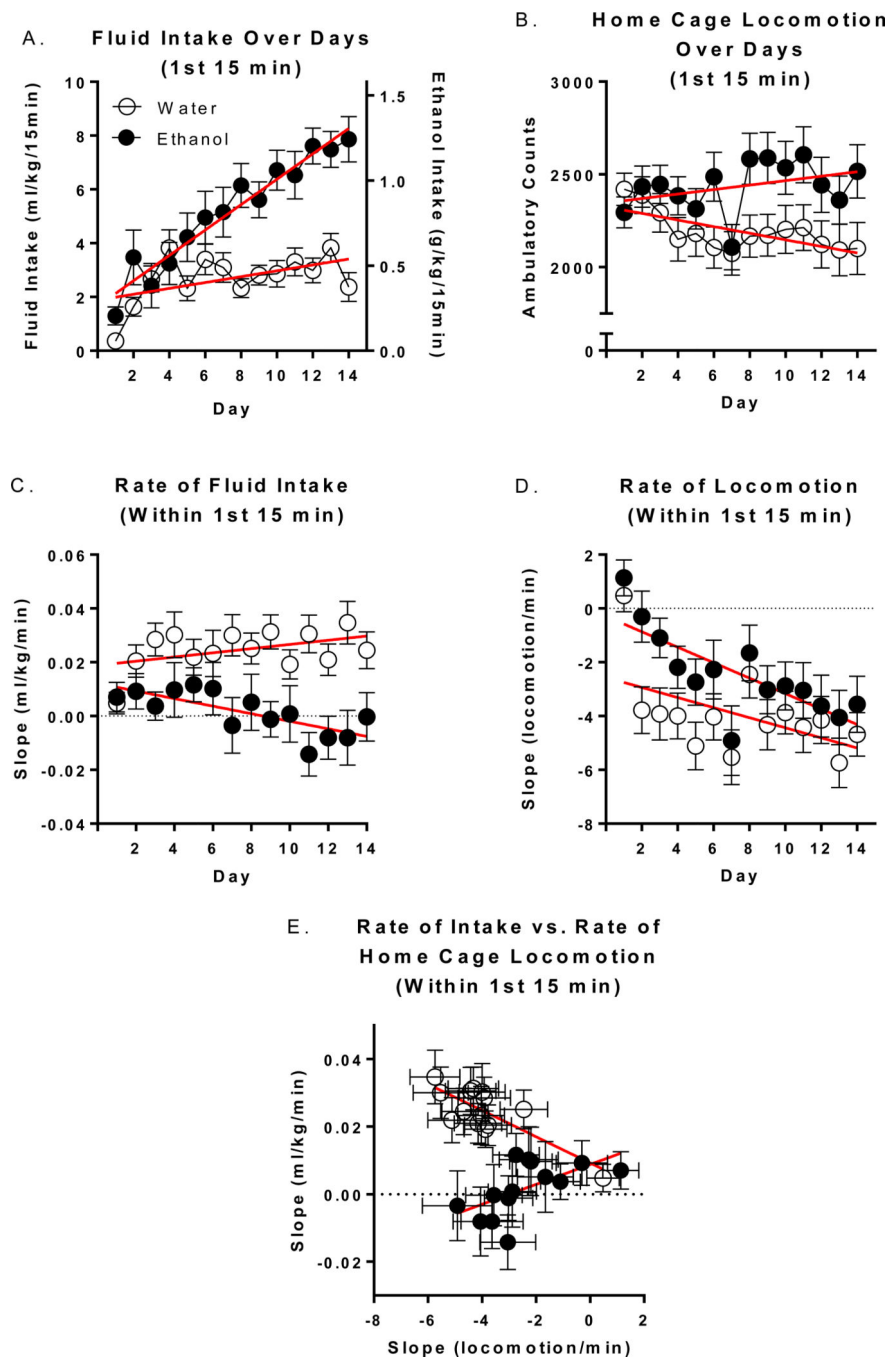 A. Fluid Intake Over Days
(1st 15 min)
Fluid Intake (ml/kg/15min)
10
8
6
4
2
0
Water
Ethanol
1.5
1.0
0.5
0.0
Ethanol Intake (g/kg/15min)
2 4 6 8 10 12 14
Day
B. Home Cage Locomotion
Over Days
(1st 15 min)
Ambulatory Counts
3000
2500
2000
0
2 4 6 8 10 12 14
Day
C. Rate of Fluid Intake
(Within 1st 15 min)
Slope (ml/kg/min)
0.06
0.04
0.02
0.00
-0.02
-0.04
2 4 6 8 10 12 14
Day
D. Rate of Locomotion
(Within 1st 15 min)
Slope (locomotion/min)
2
0
-2
-4
-6
-8
2 4 6 8 10 12 14
Day
E. Rate of Intake vs. Rate of
Home Cage Locomotion
(Within 1st 15 min)
Slope (ml/kg/min)
0.04
0.02
0.00
-0.02
-8 -6 -4 -2 0 2
Slope (locomotion/min)